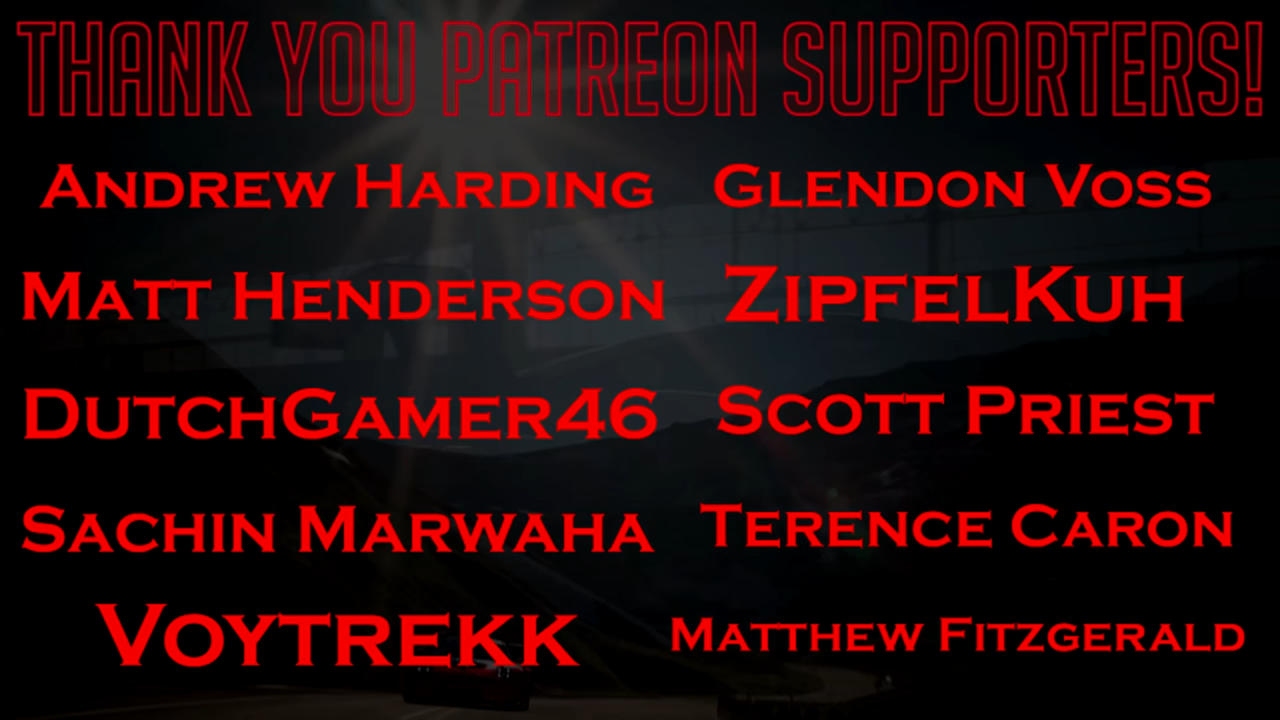 THANK YOU PATREON SUPPORTERS!
ANDREW HARDING
GLENDON VOSS
MATT HENDERSON
ZIPFELKUH
DUTCHGAMER46
SCOTT PRIEST
SACHIN MARWAHA
TERENCE CARON
VOYTREKK
MATTHEW FITZGERALD